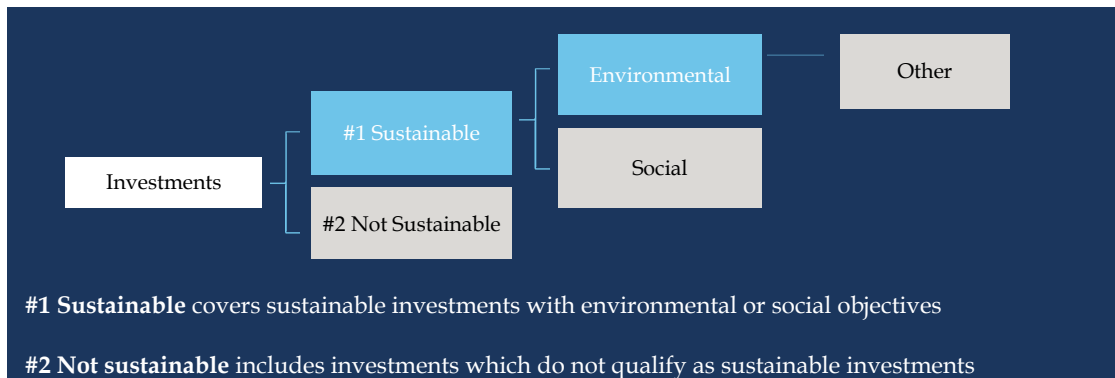 Environmental
Other
#1 Sustainable
Social
Investments
#2 Not Sustainable
#1 Sustainable covers sustainable investments with environmental or social objectives
#2 Not sustainable includes investments which do not qualify as sustainable investments